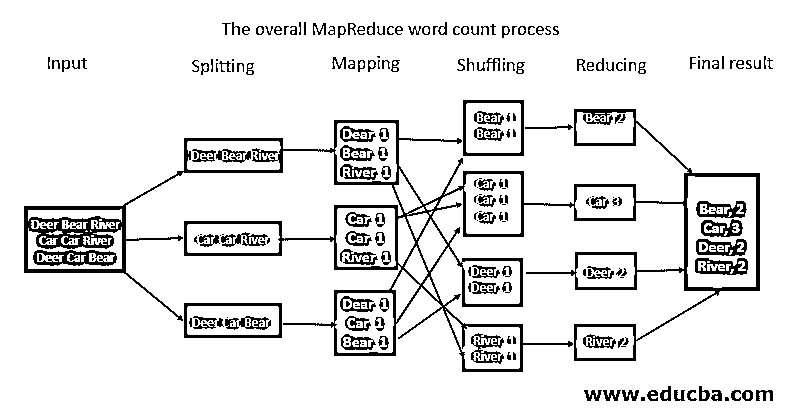 The overall MapReduce word count process
Input
Splitting
Mapping
Shuffling
Reducing
Final result
Deer Bear River
Car Car River
Deer Car Bear
Deer Bear River
Car Car River
Deer Car Bear
Deer 1
Bear 1
River 1
Car 1
Car 1
River 1
Deer 1
Car 1
Bear 1
Bear 1
Bear 1
Car 1
Car 1
Car 1
Deer 1
Deer 1
River 1
River 1
Bear 2
Car 3
Deer 2
River 2
Bear, 2
Car, 3
Deer, 2
River, 2
www.educba.com